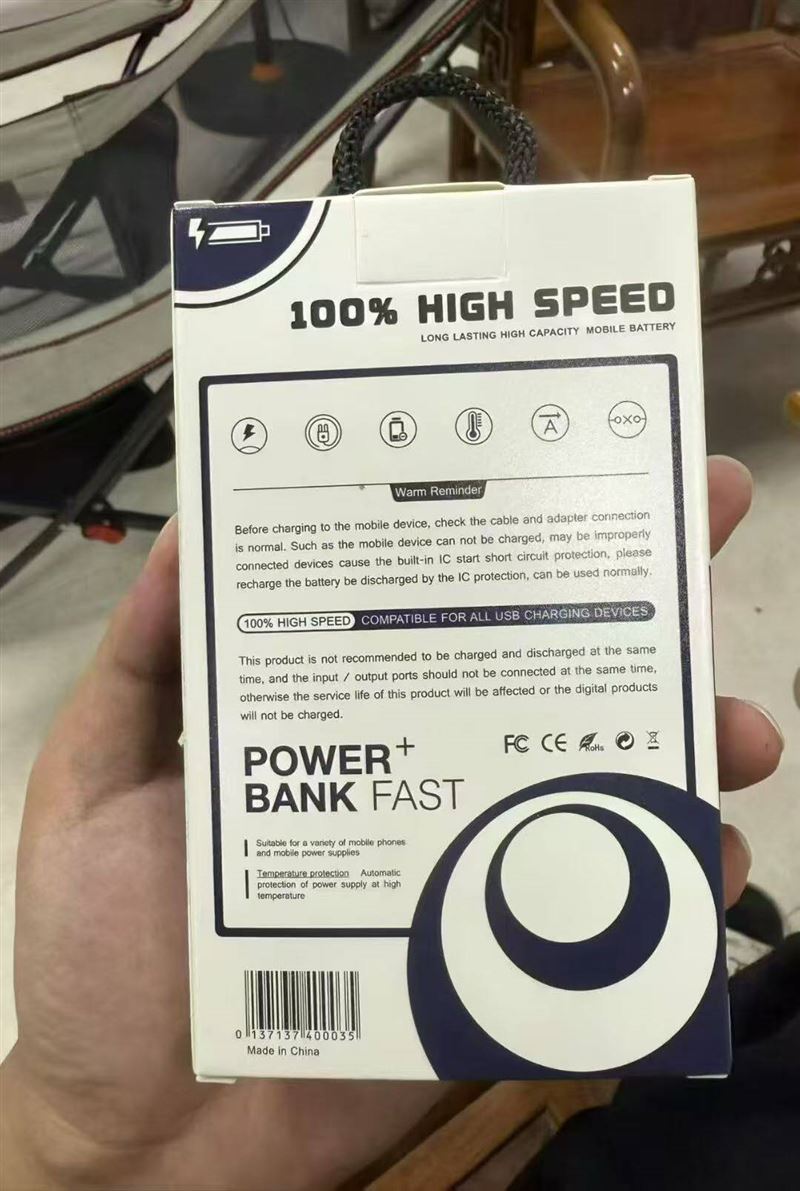 100% HIGH SPEED
LONG LASTING HIGH CAPACITY MOBILE BATTERY
A
Warm Reminder
Before charging to the mobile device, check the cable and adapter connection
is normal. Such as the mobile device can not be charged, may be improperly
connected devices cause the built-in IC start short circuit protection, please
recharge the battery be discharged by the IC protection, can be used normally.
100% HIGH SPEED COMPATIBLE FOR ALL USB CHARGING DEVICES
This product is not recommended to be charged and discharged at the same
time, and the input / output ports should not be connected at the same time,
otherwise the service life of this product will be affected or the digital products
will not be charged.
POWER+
BANK FAST
FC CE RoHs
Suitable for a variety of mobile phones
and mobile power supplies
Temperature protection Automatic
protection of power supply at high
temperature
0 137137 400035
Made in China